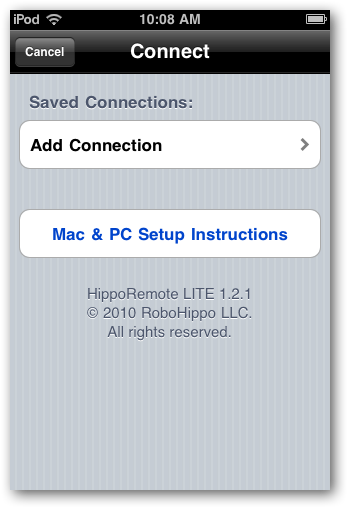 iPod 10:08 AM
Cancel Connect
Saved Connections:
Add Connection
Mac & PC Setup Instructions
HippoRemote LITE 1.2.1
© 2010 RoboHippo LLC.
All rights reserved.